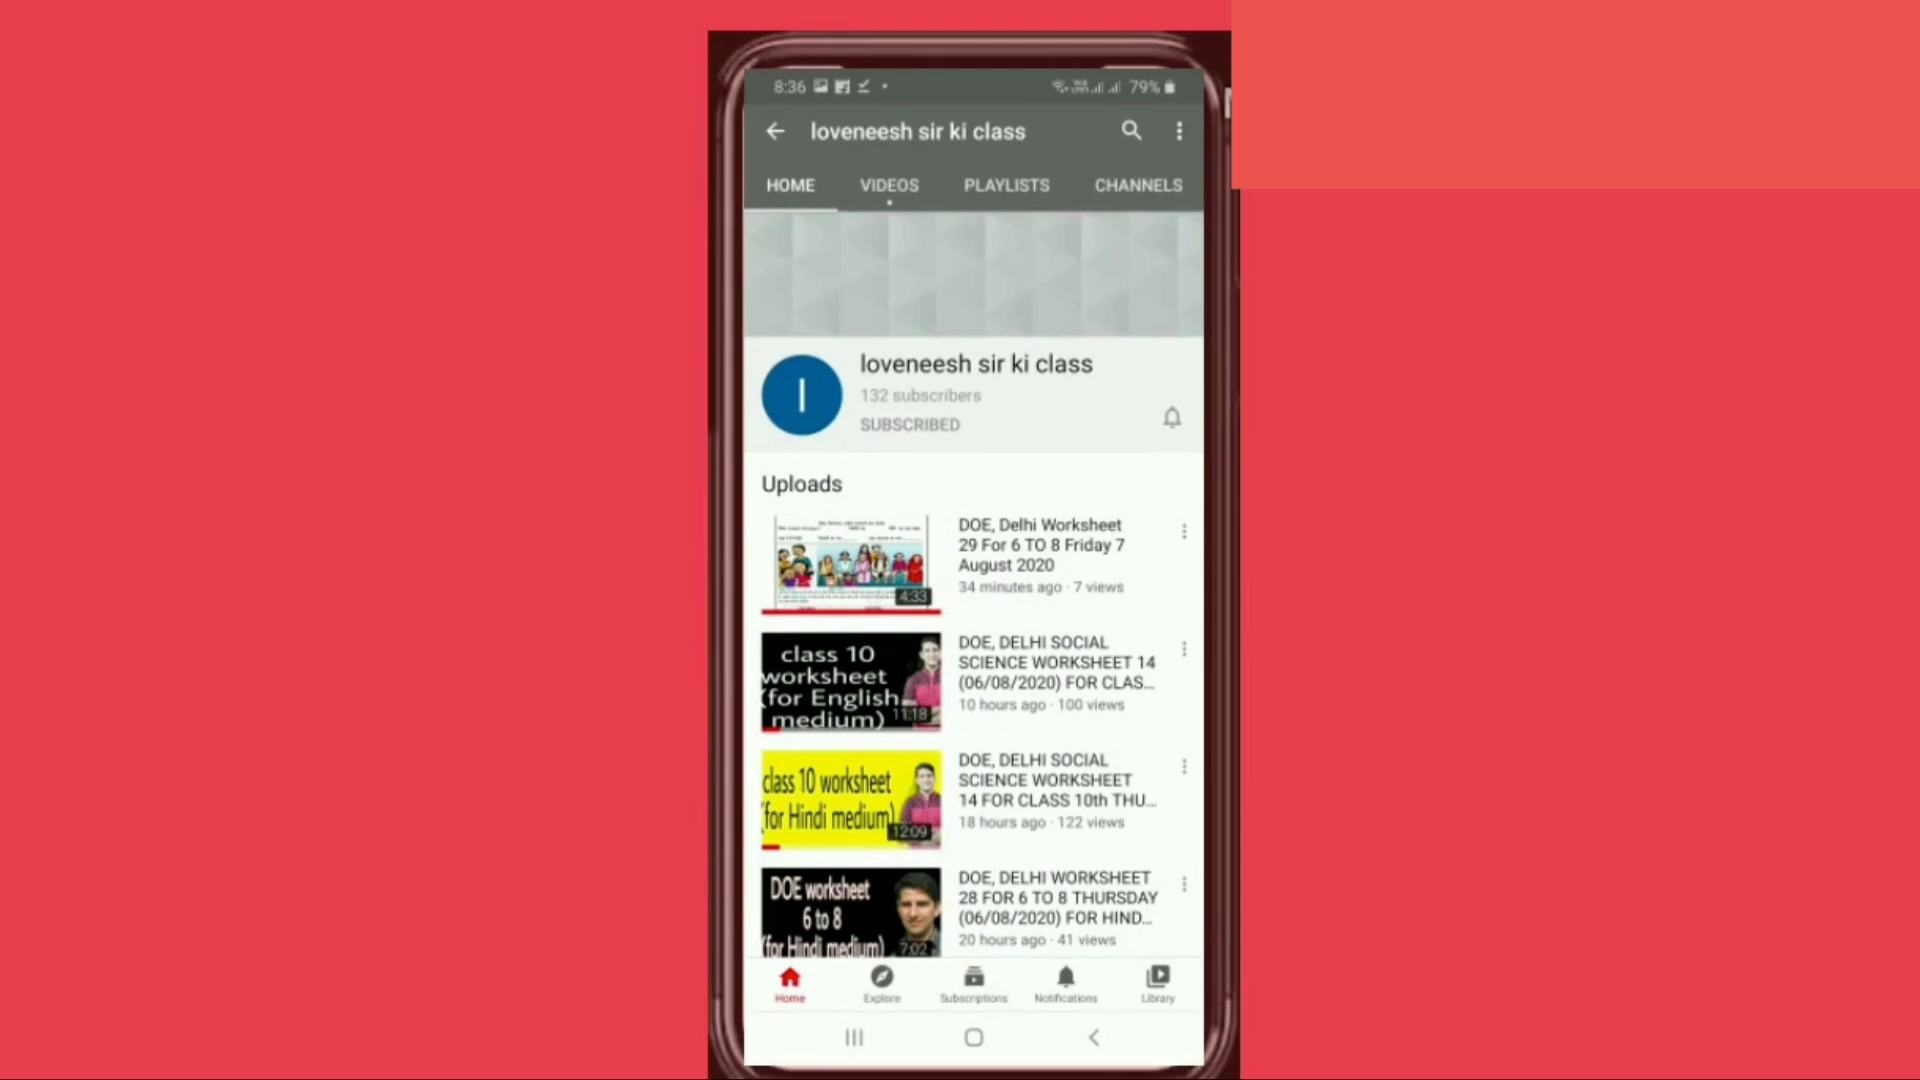 8:36
79%
loveneesh sir ki class
HOME VIDEOS PLAYLISTS CHANNELS
l
loveneesh sir ki class
132 subscribers
SUBSCRIBED
Uploads
4:33
DOE, Delhi Worksheet
29 For 6 TO 8 Friday 7
August 2020
34 minutes ago · 7 views
class 10
worksheet
(for English
medium)
11:18
DOE, DELHI SOCIAL
SCIENCE WORKSHEET 14
(06/08/2020) FOR CLAS...
10 hours ago · 100 views
class 10 worksheet
(for Hindi medium)
12:09
DOE, DELHI SOCIAL
SCIENCE WORKSHEET
14 FOR CLASS 10th THU...
18 hours ago · 122 views
DOE worksheet
6 to 8
(for Hindi medium)
7:02
DOE, DELHI WORKSHEET
28 FOR 6 TO 8 THURSDAY
(06/08/2020) FOR HIND...
20 hours ago · 41 views
Home Explore Subscriptions Notifications Library